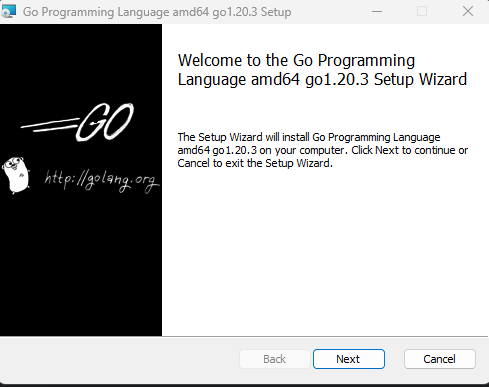 Go Programming Language amd64 go1.20.3 Setup
Welcome to the Go Programming
Language amd64 go1.20.3 Setup Wizard
GO
http://golang.org
The Setup Wizard will install Go Programming Language
amd64 go1.20.3 on your computer. Click Next to continue or
Cancel to exit the Setup Wizard.
Back
Next
Cancel